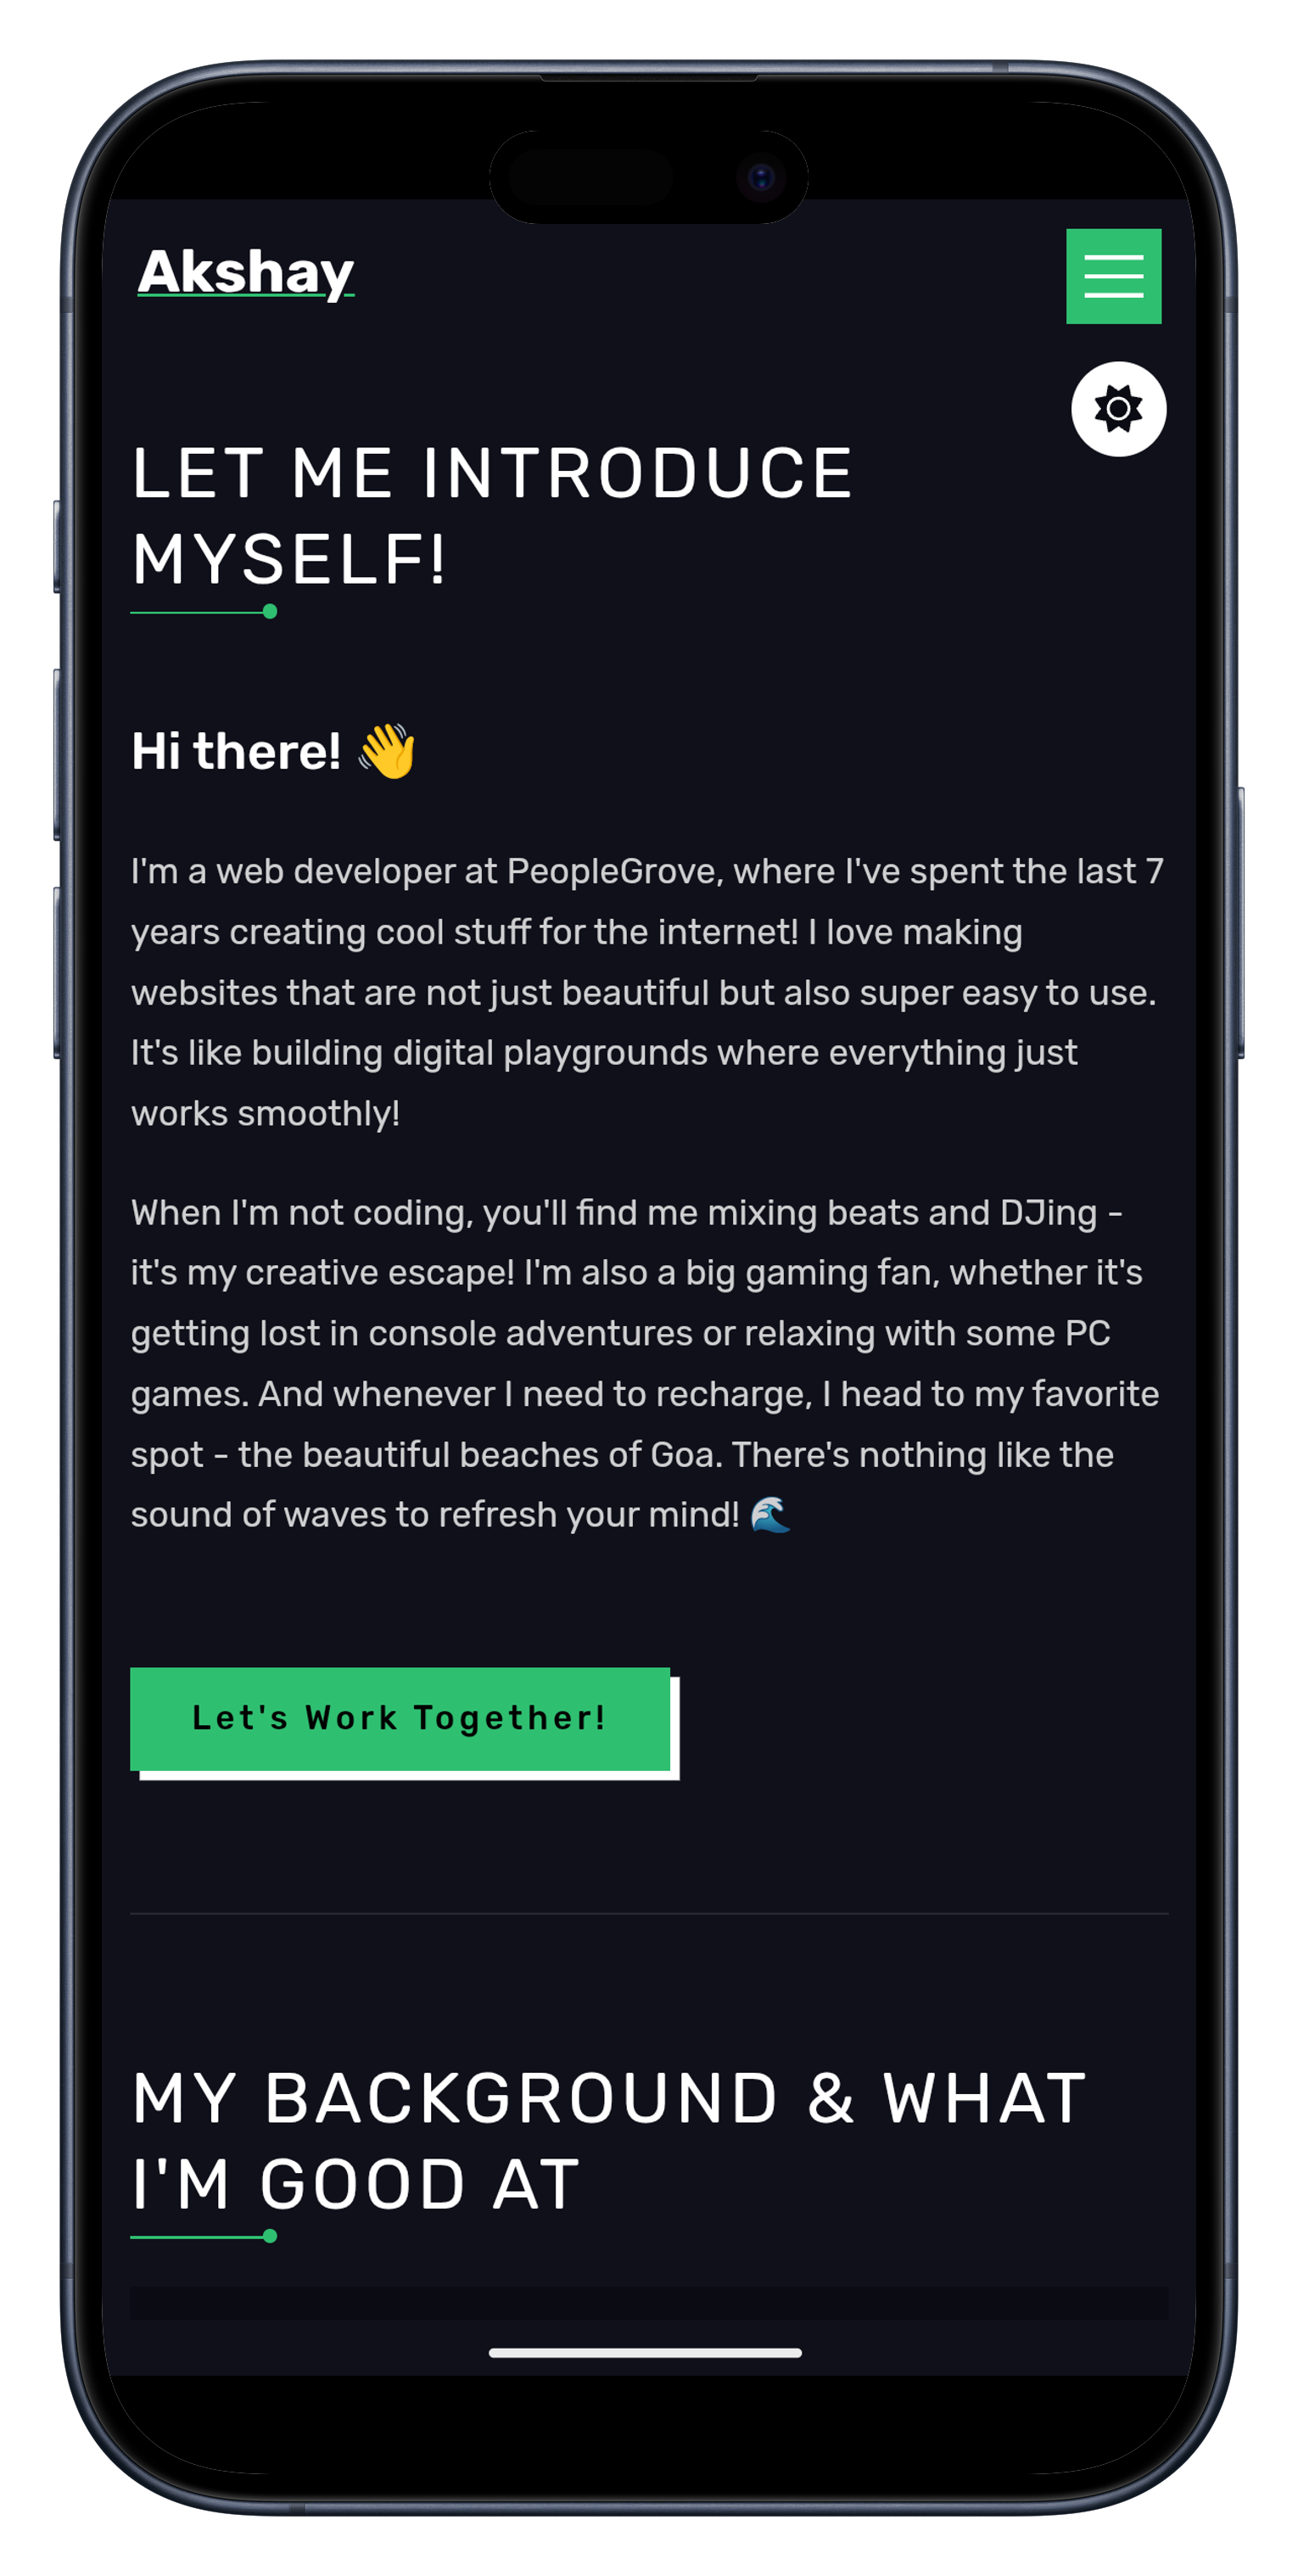 Akshay
LET ME INTRODUCE
MYSELF!
Hi there! 👋
I'm a web developer at PeopleGrove, where I've spent the last 7
years creating cool stuff for the internet! I love making
websites that are not just beautiful but also super easy to use.
It's like building digital playgrounds where everything just
works smoothly!
When I'm not coding, you'll find me mixing beats and DJing -
it's my creative escape! I'm also a big gaming fan, whether it's
getting lost in console adventures or relaxing with some PC
games. And whenever I need to recharge, I head to my favorite
spot - the beautiful beaches of Goa. There's nothing like the
sound of waves to refresh your mind! 🌊
Let's Work Together!
MY BACKGROUND & WHAT
I'M GOOD AT